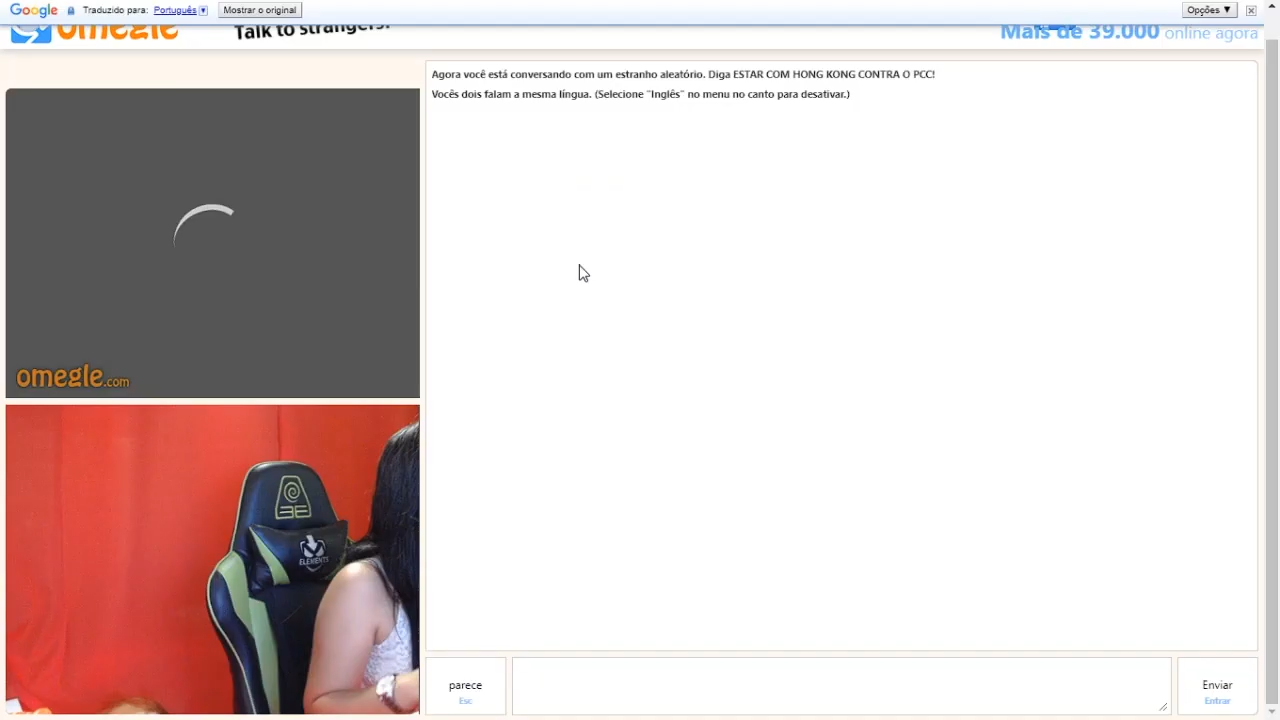 Google Traduzido para: Português Mostrar o original Opções
omegle Talk to strangers! Mais de 39.000 online agora
Agora você está conversando com um estranho aleatório. Diga ESTAR COM HONG KONG CONTRA O PCC!
Vocês dois falam a mesma língua. (Selecione "Inglês" no menu no canto para desativar.)
omegle.com
ELEMENTS
parece
Esc
Enviar
Entrar